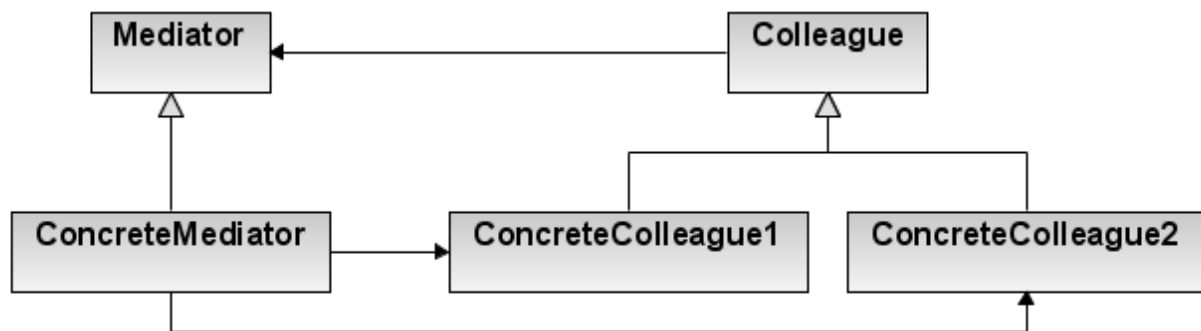 Mediator
Colleague
ConcreteMediator
ConcreteColleague1
ConcreteColleague2